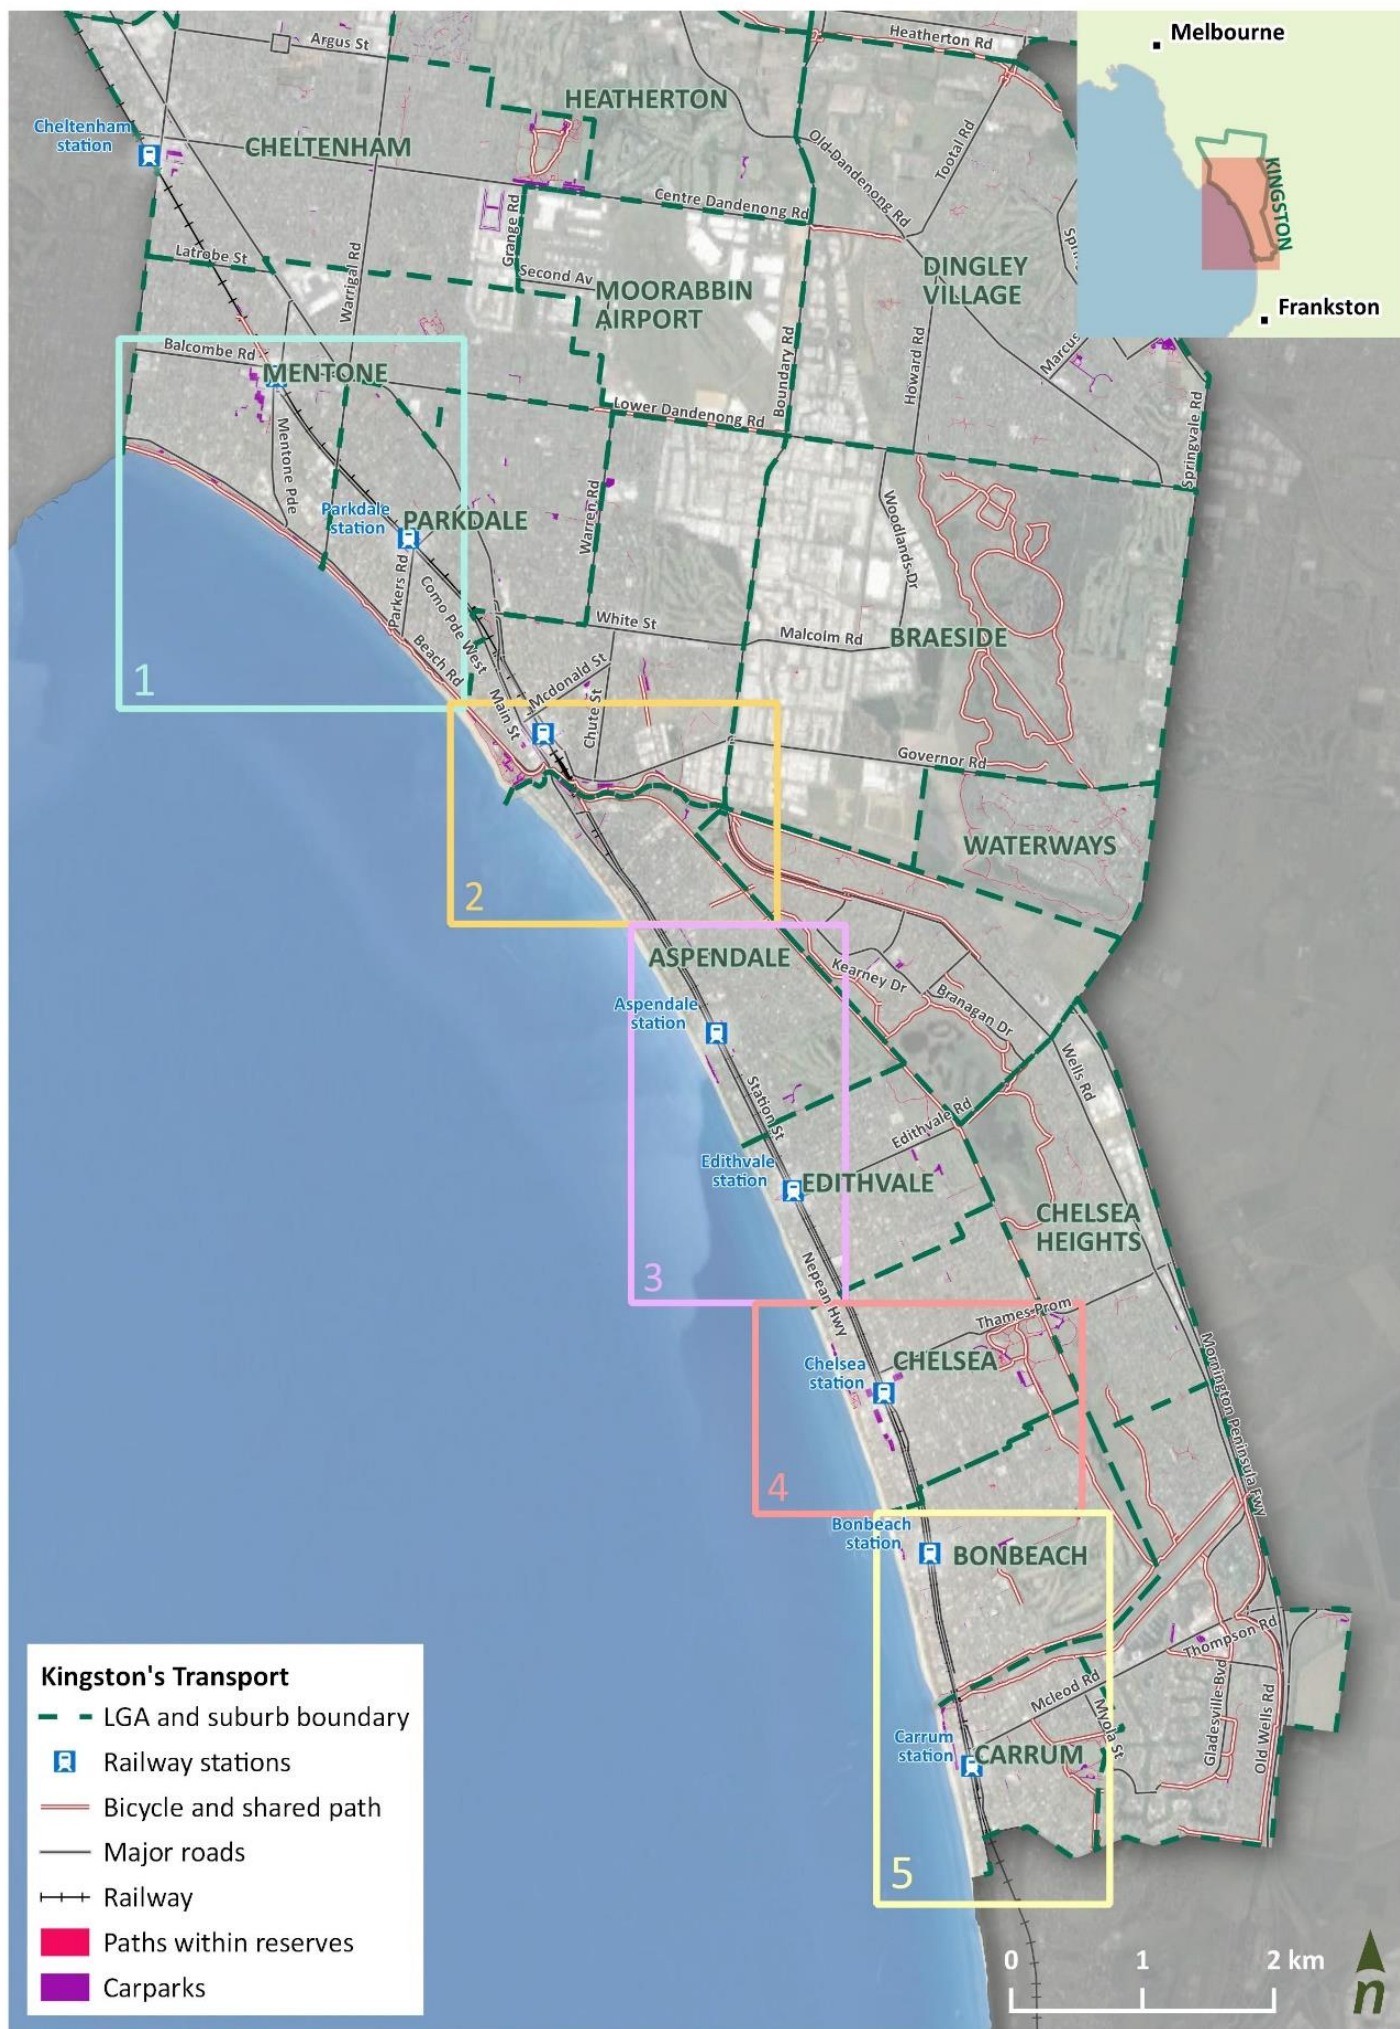 Melbourne
KINGSTON
Frankston
Argus St
Heatherton Rd
HEATHERTON
Cheltenham
station
CHELTENHAM
Old-Dandenong Rd
Tootal Rd
Centre Dandenong Rd
Grange Rd
Latrobe St
Warrigal Rd
Second Av
MOORABBIN
AIRPORT
DINGLEY
VILLAGE
Balcombe Rd
MENTONE
Boundary Rd
Howard Rd
Marcus
Lower Dandenong Rd
Springvale Rd
Mentone Pde
Parkdale
station
PARKDALE
Warren Rd
Woodlands-Dr
Parkers Rd
Como Pde West
White St
Malcolm Rd
BRAESIDE
Beach Rd
1
Mcdonald St
Main St
Chute St
Governor Rd
WATERWAYS
2
ASPENDALE
Kearney Dr
Branagan Dr
Aspendale
station
Wells Rd
Station St
Edithvale Rd
Edithvale
station
EDITHVALE
CHELSEA
HEIGHTS
3
Nepean Hwy
Thames Prom
Chelsea
station
CHELSEA
Mornington Peninsula Fwy
4
Bonbeach
station
BONBEACH
Thompson Rd
Mcleod Rd
Myola St
Gladesville-Bvd
Old Wells Rd
Carrum
station
CARRUM
5
Kingston's Transport
LGA and suburb boundary
Railway stations
Bicycle and shared path
Major roads
Railway
Paths within reserves
Carparks
0 1 2 km
n